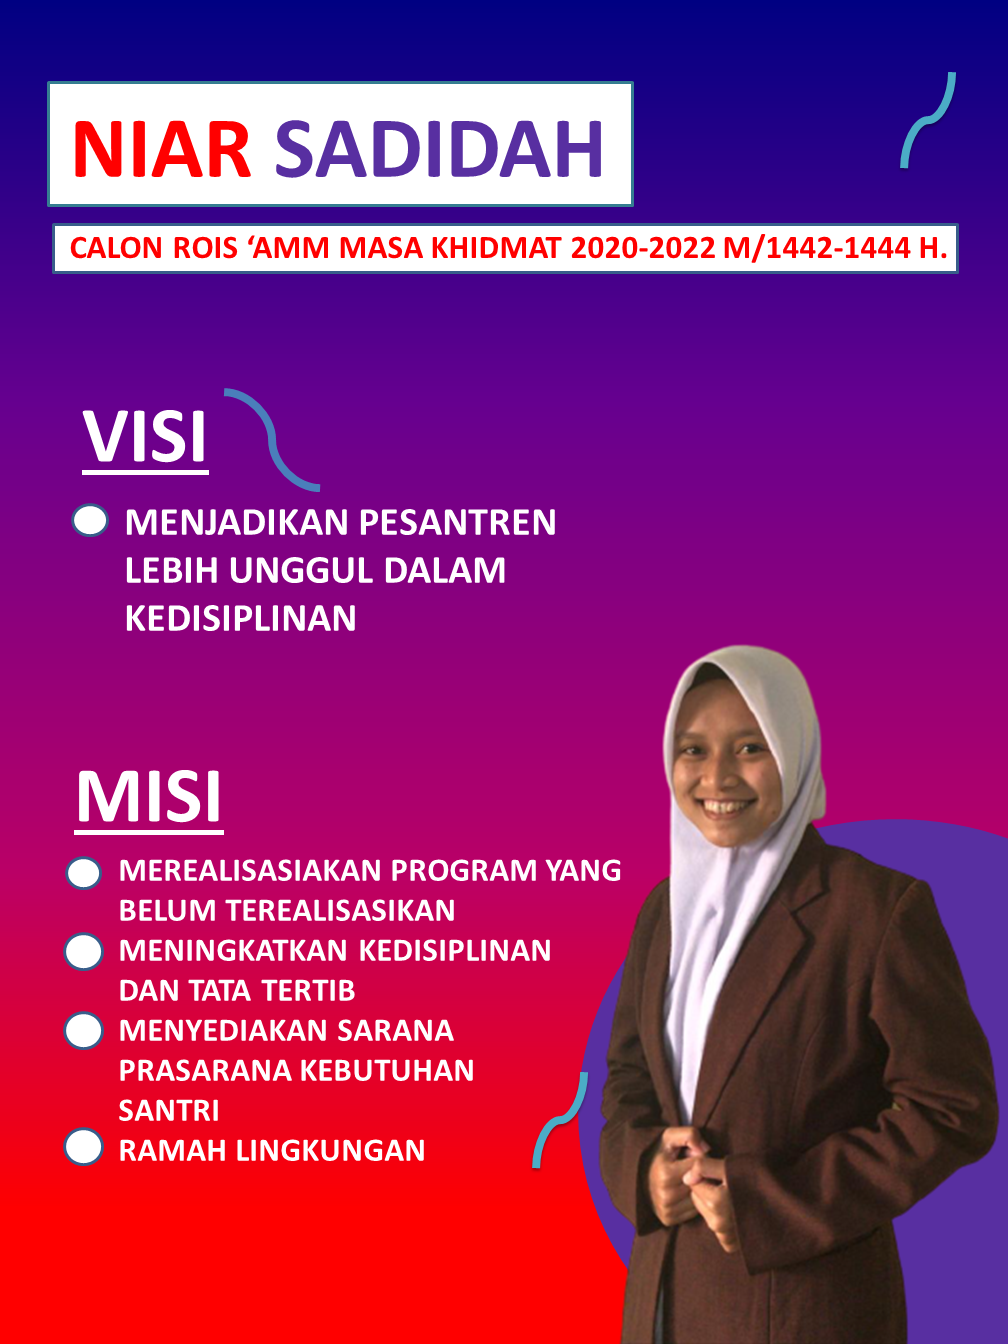 NIAR SADIDAH
CALON ROIS ‘AMM MASA KHIDMAT 2020-2022 M/1442-1444 H.
VISI
MENJADIKAN PESANTREN
LEBIH UNGGUL DALAM
KEDISIPLINAN
MISI
MEREALISASIAKAN PROGRAM YANG
BELUM TEREALISASIKAN
MENINGKATKAN KEDISIPLINAN
DAN TATA TERTIB
MENYEDIAKAN SARANA
PRASARANA KEBUTUHAN
SANTRI
RAMAH LINGKUNGAN